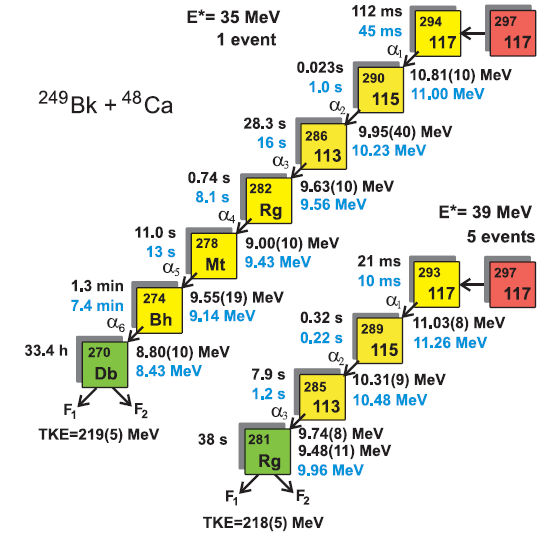 E*= 35 MeV
1 event
²⁴⁹Bk + ⁴⁸Ca
112 ms
45 ms
294
117
297
117
α₁
10.81(10) MeV
11.00 MeV
0.023s
1.0 s
290
115
α₂
9.95(40) MeV
10.23 MeV
28.3 s
16 s
286
113
α₃
9.63(10) MeV
9.56 MeV
0.74 s
8.1 s
282
Rg
α₄
9.00(10) MeV
9.43 MeV
11.0 s
13 s
278
Mt
α₅
9.55(19) MeV
9.14 MeV
1.3 min
7.4 min
274
Bh
α₆
8.80(10) MeV
8.43 MeV
33.4 h
270
Db
F₁ F₂
TKE=219(5) MeV
E*= 39 MeV
5 events
21 ms
10 ms
293
117
297
117
α₁
11.03(8) MeV
11.26 MeV
0.32 s
0.22 s
289
115
α₂
10.31(9) MeV
10.48 MeV
7.9 s
1.2 s
285
113
α₃
9.74(8) MeV
9.48(11) MeV
9.96 MeV
38 s
281
Rg
F₁ F₂
TKE=218(5) MeV